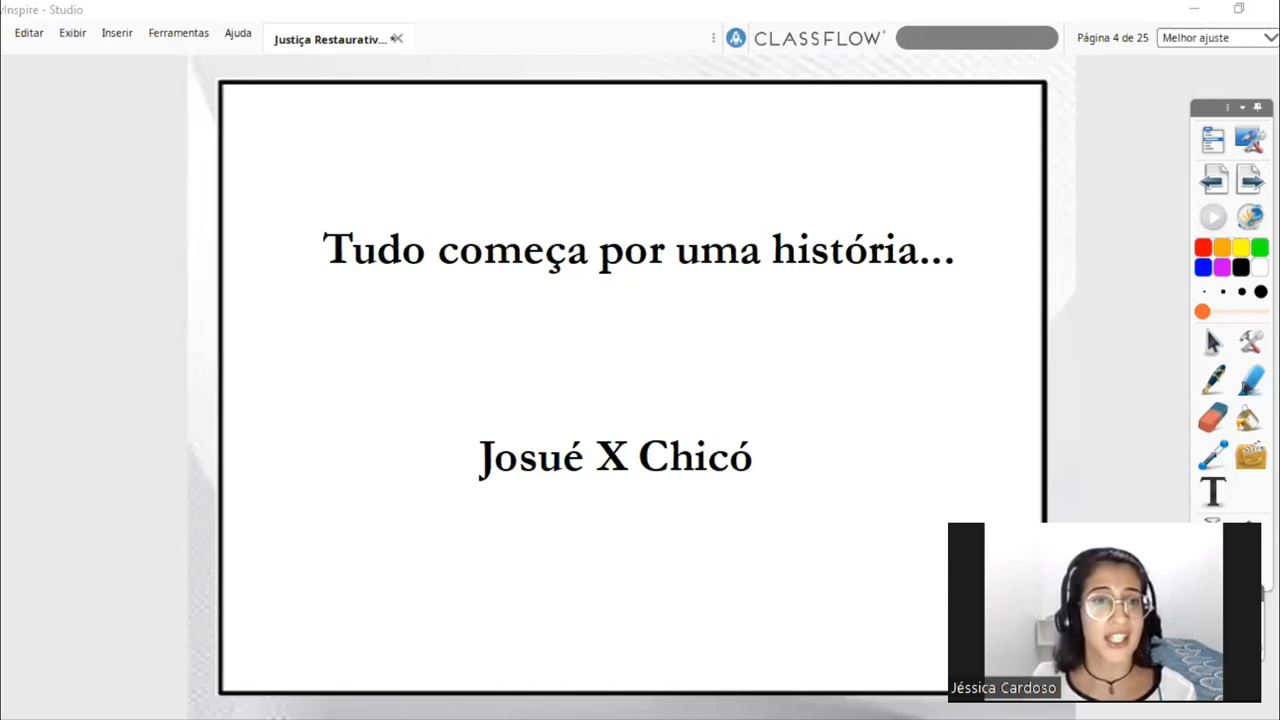 vInspire - Studio
Editar Exibir Inserir Ferramentas Ajuda
Justiça Restaurativ...
CLASSFLOW
Página 4 de 25
Melhor ajuste
Tudo começa por uma história...
Josué X Chicó
T
Jéssica Cardoso